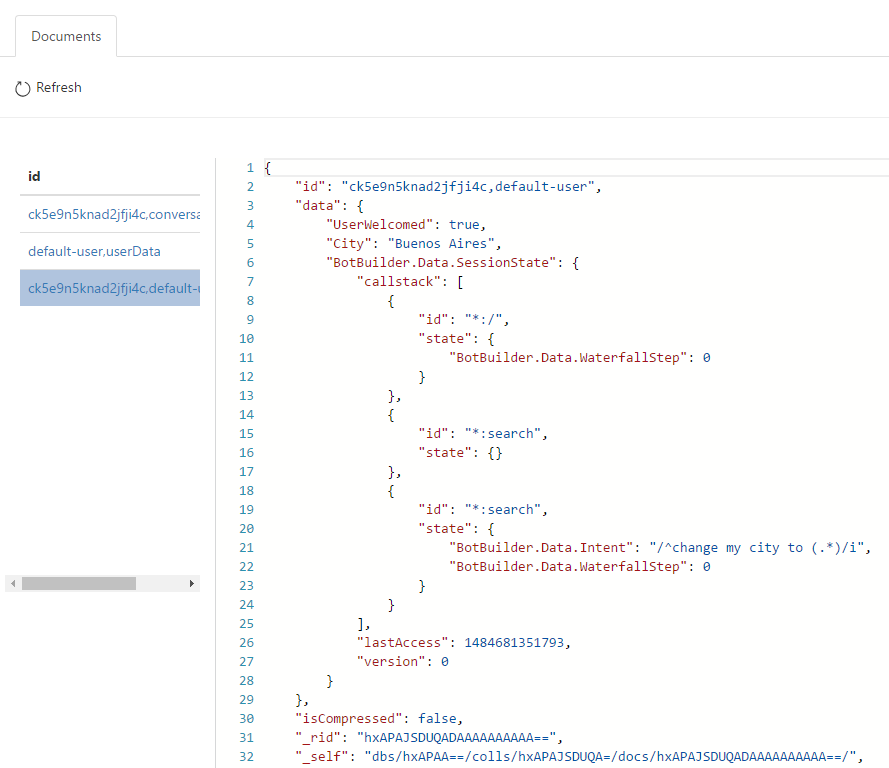 Documents
Refresh
id
ck5e9n5knad2jfji4c,conversa
default-user,userData
ck5e9n5knad2jfji4c,default-u
1 {
2 "id": "ck5e9n5knad2jfji4c,default-user",
3 "data": {
4 "UserWelcomed": true,
5 "City": "Buenos Aires",
6 "BotBuilder.Data.SessionState": {
7 "callstack": [
8 {
9 "id": "*:/",
10 "state": {
11 "BotBuilder.Data.WaterfallStep": 0
12 }
13 },
14 {
15 "id": "*:search",
16 "state": {}
17 },
18 {
19 "id": "*:search",
20 "state": {
21 "BotBuilder.Data.Intent": "/^change my city to (.*)/i",
22 "BotBuilder.Data.WaterfallStep": 0
23 }
24 }
25 ],
26 "lastAccess": 1484681351793,
27 "version": 0
28 }
29 },
30 "isCompressed": false,
31 "_rid": "hxAPAJSDUQADAAAAAAAAAA==",
32 "_self": "dbs/hxAPAA==/colls/hxAPAJSDUQA=/docs/hxAPAJSDUQADAAAAAAAAAA==/",